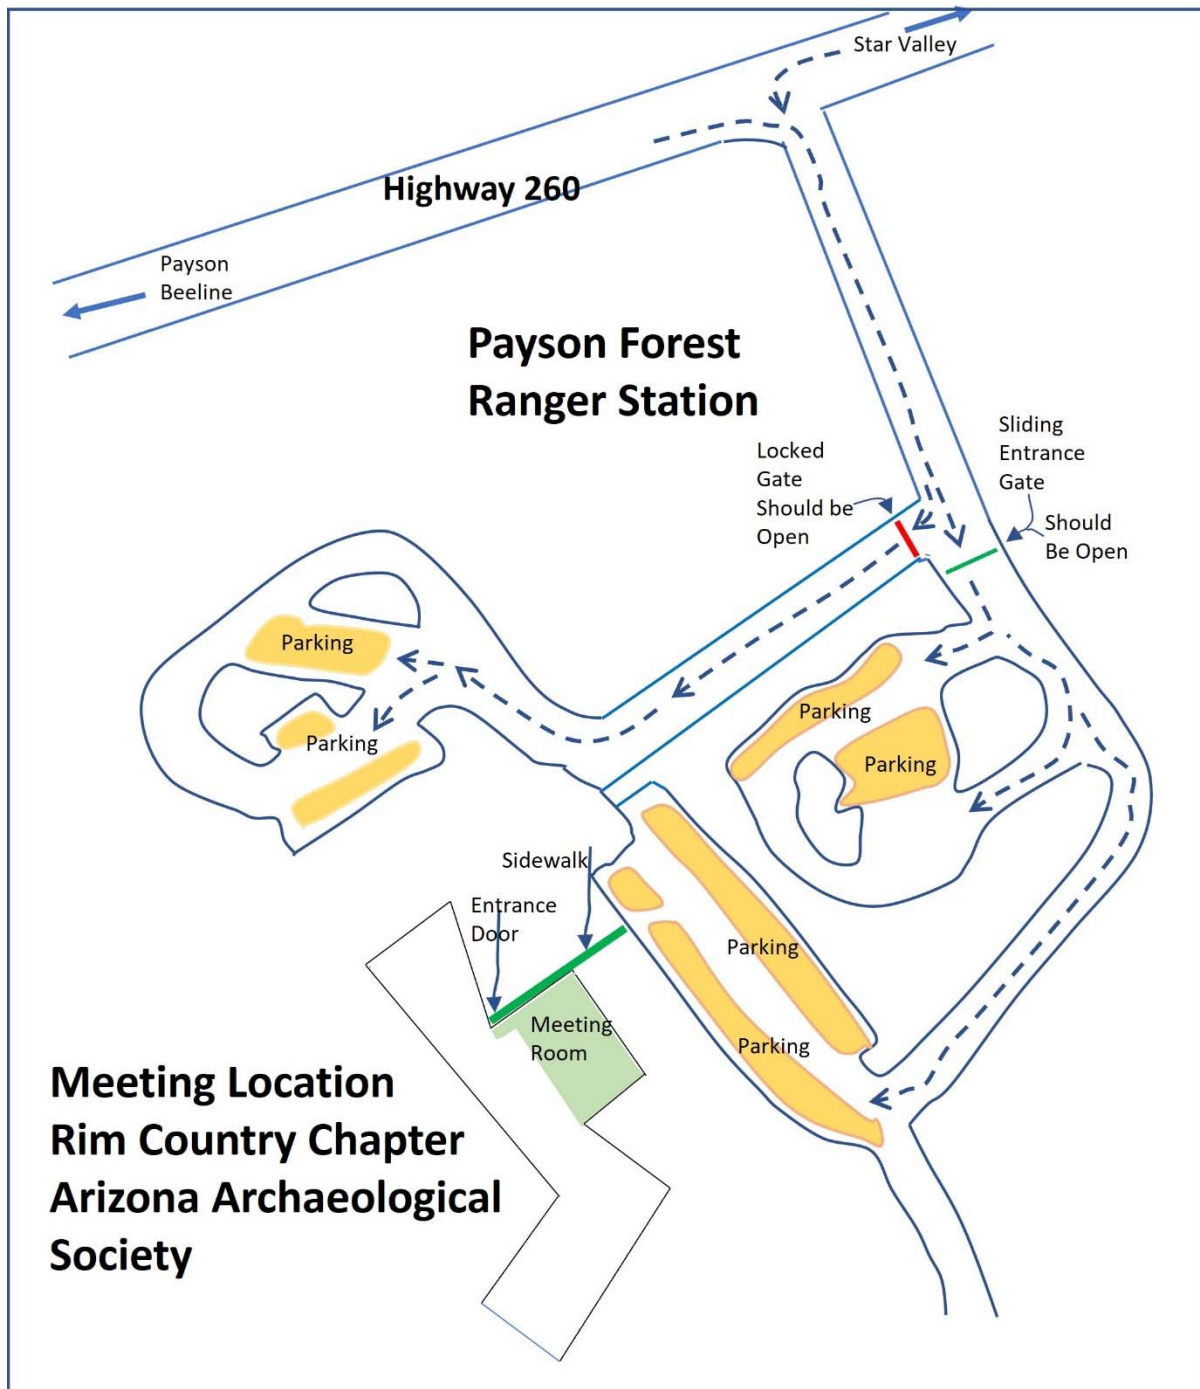 Star Valley
Highway 260
Payson
Beeline
Payson Forest
Ranger Station
Locked
Gate
Should be
Open
Sliding
Entrance
Gate
Should
Be Open
Parking
Parking
Parking
Parking
Sidewalk
Entrance
Door
Parking
Meeting
Room
Parking
Meeting Location
Rim Country Chapter
Arizona Archaeological
Society